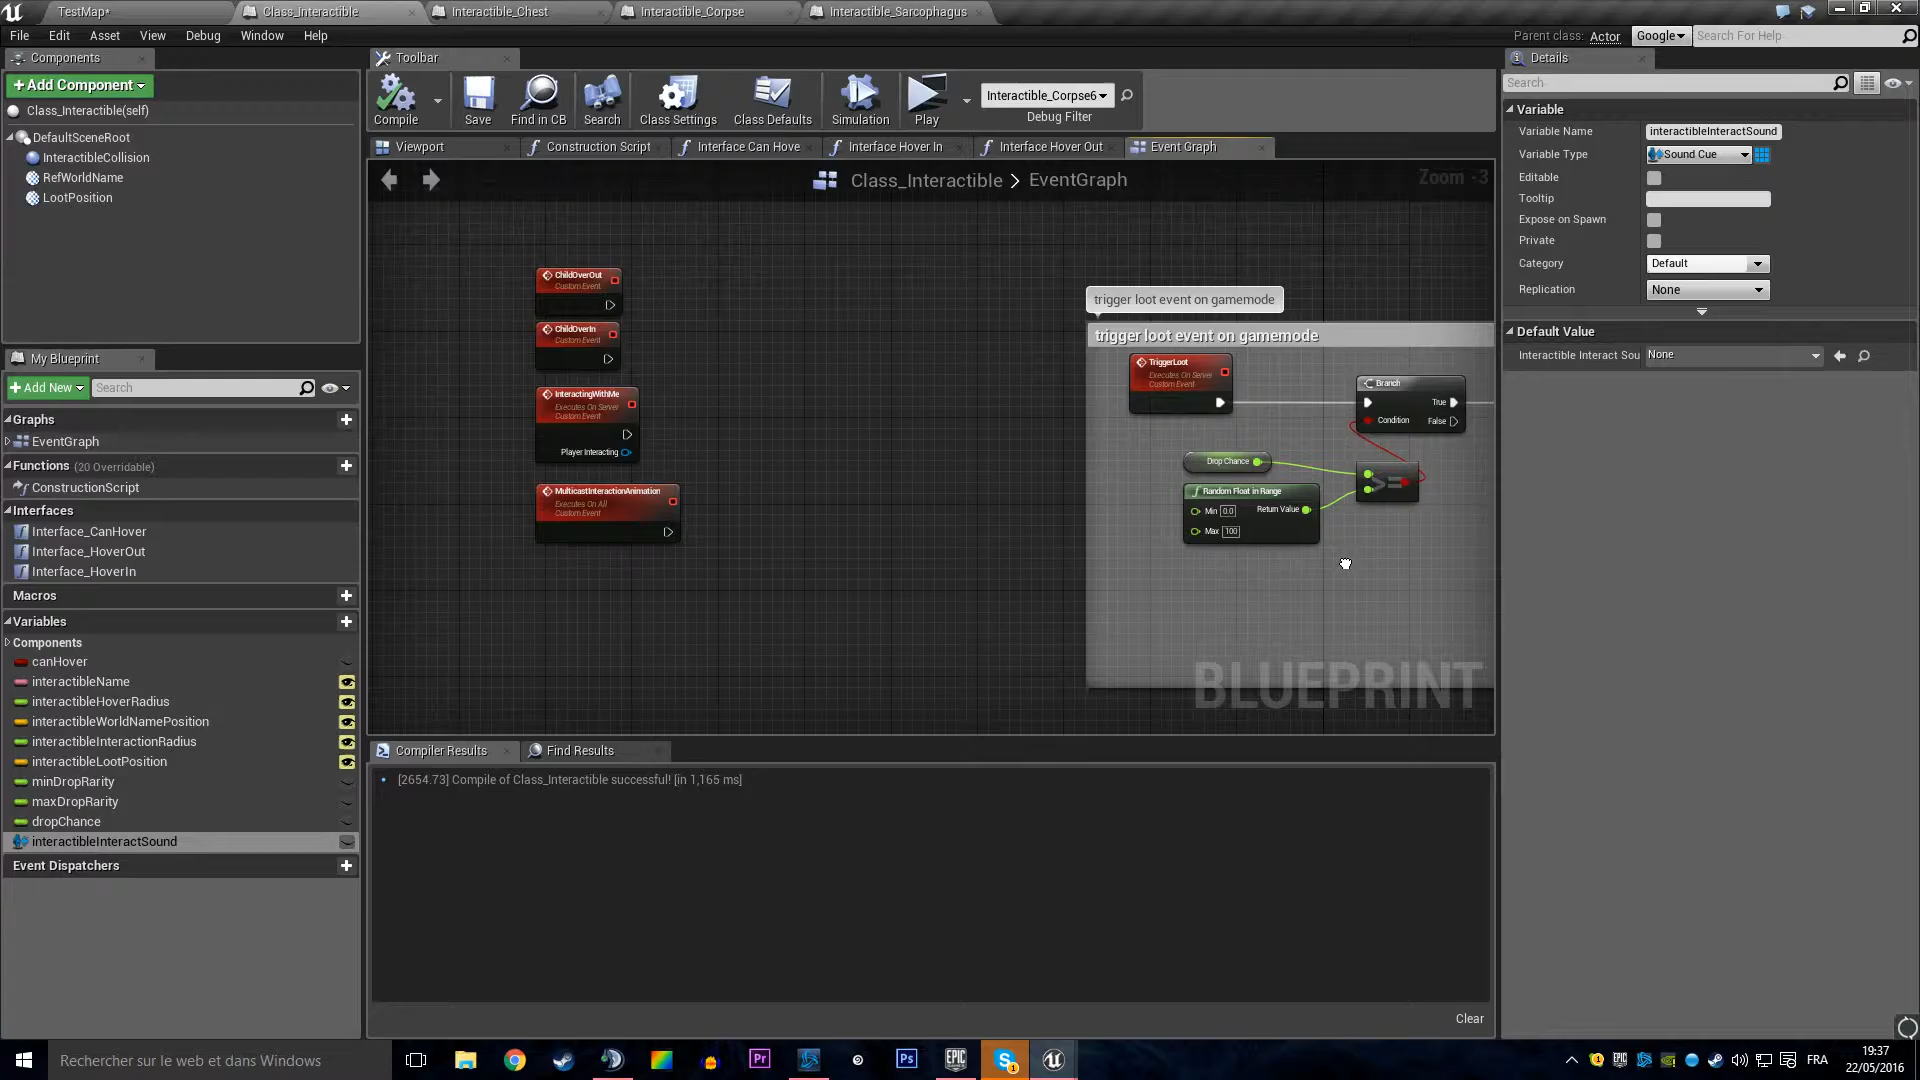 TestMap*
Class_Interactible
Interactible_Chest
Interactible_Corpse
Interactible_Sarcophagus
File Edit Asset View Debug Window Help
Parent class: Actor
Google
Search For Help
Components
+Add Component
Class_Interactible(self)
DefaultSceneRoot
InteractibleCollision
RefWorldName
LootPosition
Toolbar
Compile
Save
Find in CB
Search
Class Settings
Class Defaults
Simulation
Play
Interactible_Corpse6
Debug Filter
Viewport
Construction Script
Interface Can Hove
Interface Hover In
Interface Hover Out
Event Graph
Class_Interactible > EventGraph
Zoom -3
ChildOverOut
Custom Event
ChildOverIn
Custom Event
InteractingWithMe
Executes On Server
Custom Event
Player Interacting
MulticastInteractionAnimation
Executes On All
Custom Event
trigger loot event on gamemode
trigger loot event on gamemode
TriggerLoot
Executes On Server
Custom Event
Branch
True
Condition
False
Drop Chance
>=
Random Float in Range
Min 0.0
Return Value
Max 100
BLUEPRINT
My Blueprint
+Add New
Search
Graphs
EventGraph
Functions (20 Overridable)
ConstructionScript
Interfaces
Interface_CanHover
Interface_HoverOut
Interface_HoverIn
Macros
Variables
Components
canHover
interactibleName
interactibleHoverRadius
interactibleWorldNamePosition
interactibleInteractionRadius
interactibleLootPosition
minDropRarity
maxDropRarity
dropChance
interactibleInteractSound
Event Dispatchers
Compiler Results
Find Results
[2654.73] Compile of Class_Interactible successful! [in 1,165 ms]
Clear
Details
Search
Variable
Variable Name
interactibleInteractSound
Variable Type
Sound Cue
Editable
Tooltip
Expose on Spawn
Private
Category
Default
Replication
None
Default Value
Interactible Interact Sou
None
Rechercher sur le web et dans Windows
Pr
Ps
EPIC
GAMES
S
1
FRA
19:37
22/05/2016